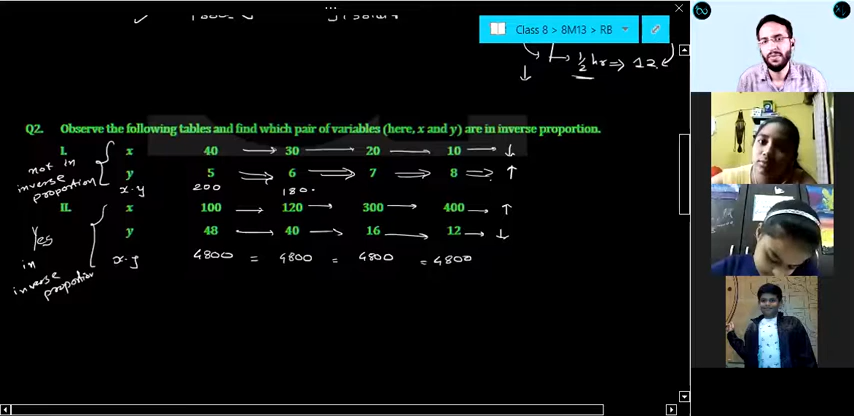 Class 8 > 8M13 > RB
1/2 hr ⇒ 12
Q2. Observe the following tables and find which pair of variables (here, x and y) are in inverse proportion.
I. x 40 → 30 → 20 → 10 → ↓
y 5 ⇒ 6 ⇒ 7 ⇒ 8 ⇒ ↑
not in inverse proportion
x·y 200 180·
II. x 100 → 120 → 300 → 400 → ↑
y 48 → 40 → 16 → 12 → ↓
Yes in inverse proportion
x·y 4800 = 4800 = 4800 = 4800